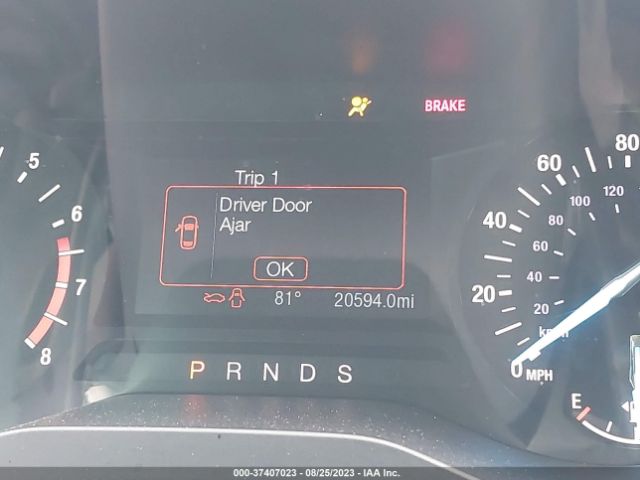 BRAKE
5
6
7
8
Trip 1
Driver Door
Ajar
OK
81° 20594.0mi
P R N D S
0 20 40 60 80
20 40 60 80 100 120
MPH
E
000-37407023 - 08/25/2023 - IAA Inc.